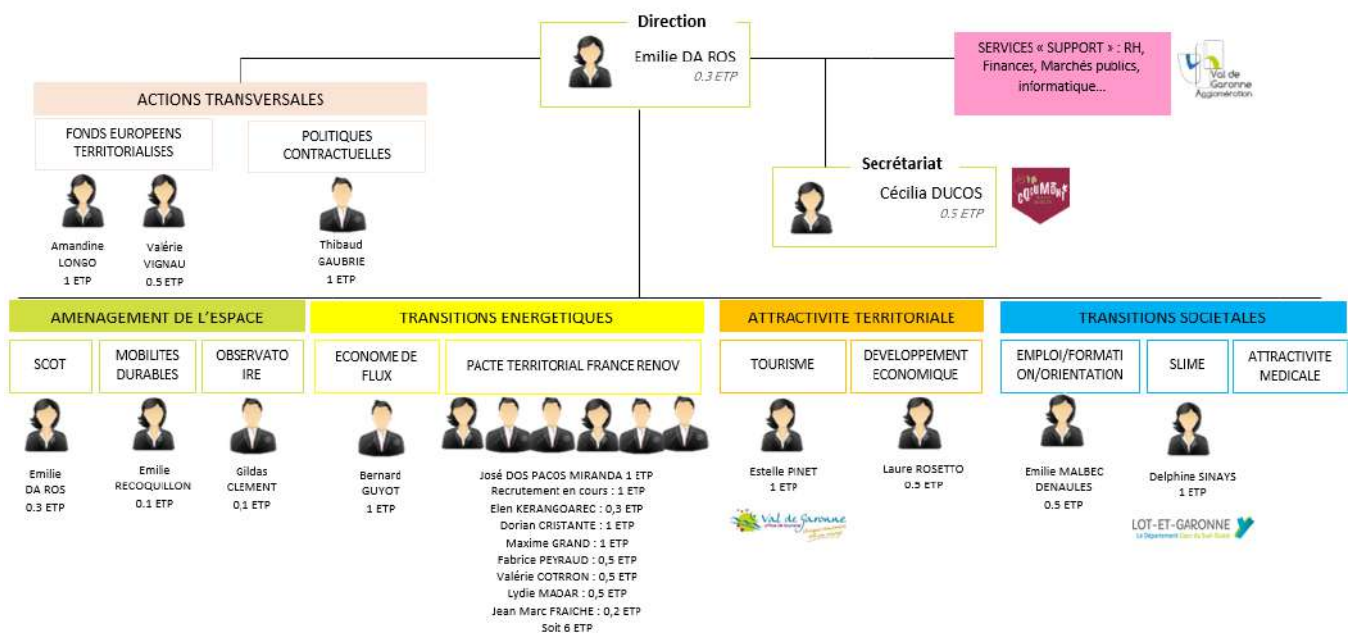 Direction
Emilie DA ROS
0.3 ETP
SERVICES « SUPPORT » : RH,
Finances, Marchés publics,
informatique...
Val de
Garonne
Agglomération
Secrétariat
Cécilia DUCOS
0.5 ETP
COCUMONT
ACTIONS TRANSVERSALES
FONDS EUROPEENS
TERRITORIALISES
POLITIQUES
CONTRACTUELLES
Amandine
LONGO
1 ETP
Valérie
VIGNAU
0.5 ETP
Thibaud
GAUBRIE
1 ETP
AMENAGEMENT DE L'ESPACE
SCOT
MOBILITES
DURABLES
OBSERVATO
IRE
Emilie
DA ROS
0.3 ETP
Emilie
RECOQUILLON
0.1 ETP
Gildas
CLEMENT
0,1 ETP
TRANSITIONS ENERGETIQUES
ECONOME DE
FLUX
PACTE TERRITORIAL FRANCE RENOV
Bernard
GUYOT
1 ETP
José DOS PACOS MIRANDA 1 ETP
Recrutement en cours : 1 ETP
Elen KERANGOAREC : 0,3 ETP
Dorian CRISTANTE : 1 ETP
Maxime GRAND : 1 ETP
Fabrice PEYRAUD : 0,5 ETP
Valérie COTRRON : 0,5 ETP
Lydie MADAR : 0,5 ETP
Jean Marc FRAICHE : 0,2 ETP
Soit 6 ETP
ATTRACTIVITE TERRITORIALE
TOURISME
DEVELOPPEMENT
ECONOMIQUE
Estelle PINET
1 ETP
Val de Garonne
Laure ROSETTO
0.5 ETP
TRANSITIONS SOCIETALES
EMPLOI/FORMATI
ON/ORIENTATION
SLIME
ATTRACTIVITE
MEDICALE
Emilie MALBEC
DENAULES
0.5 ETP
Delphine SINAYS
1 ETP
LOT-ET-GARONNE
Le Département Cœur du Sud-Ouest